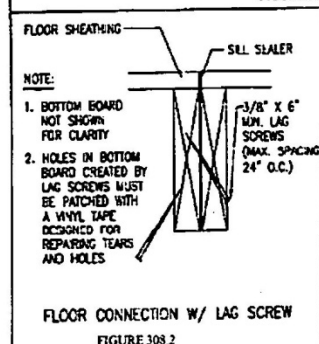 FLOOR SHEATHING
SILL SEALER
NOTE:
1. BOTTOM BOARD
NOT SHOWN
FOR CLARITY
2. HOLES IN BOTTOM
BOARD CREATED BY
LAG SCREWS MUST
BE PATCHED WITH
A VINYL TAPE
DESIGNED FOR
REPAIRING TEARS
AND HOLES
3/8" X 6"
MIN. LAG
SCREWS
(MAX. SPACING
24" O.C.)
FLOOR CONNECTION W/ LAG SCREW
FIGURE 308.2